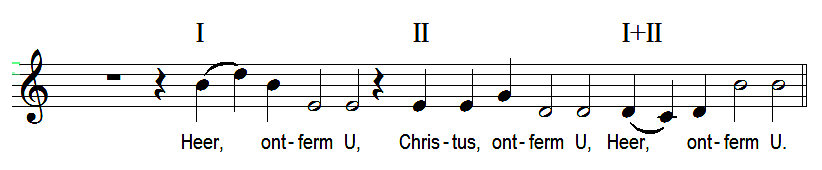 I II I+II
Heer, ont-ferm U, Chris-tus, ont-ferm U, Heer, ont-ferm U.